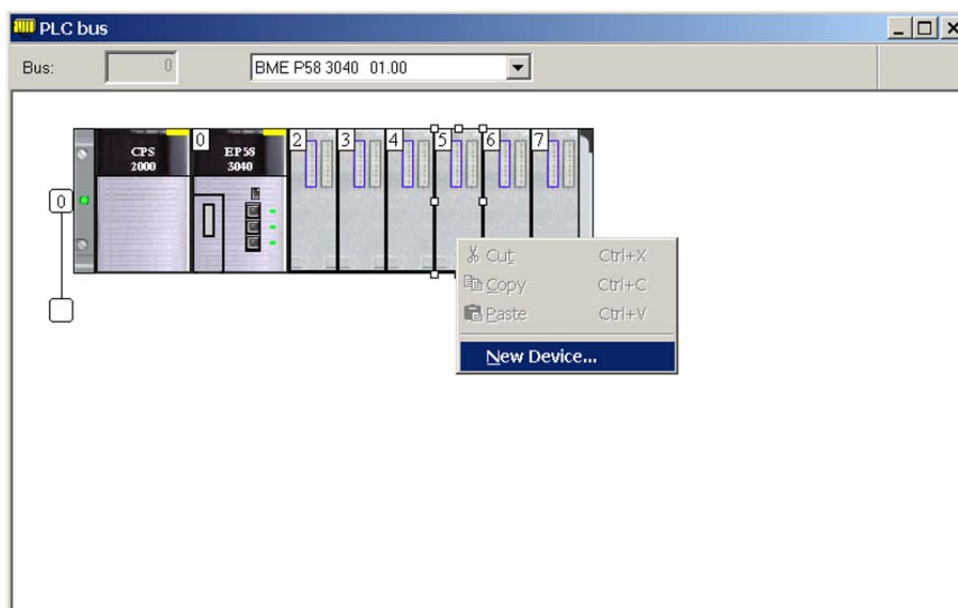 PLC bus
Bus: 0 BME P58 3040 01.00
CPS 2000
0 EP58 3040
2 3 4 5 6 7
0
Cut Ctrl+X
Copy Ctrl+C
Paste Ctrl+V
New Device...